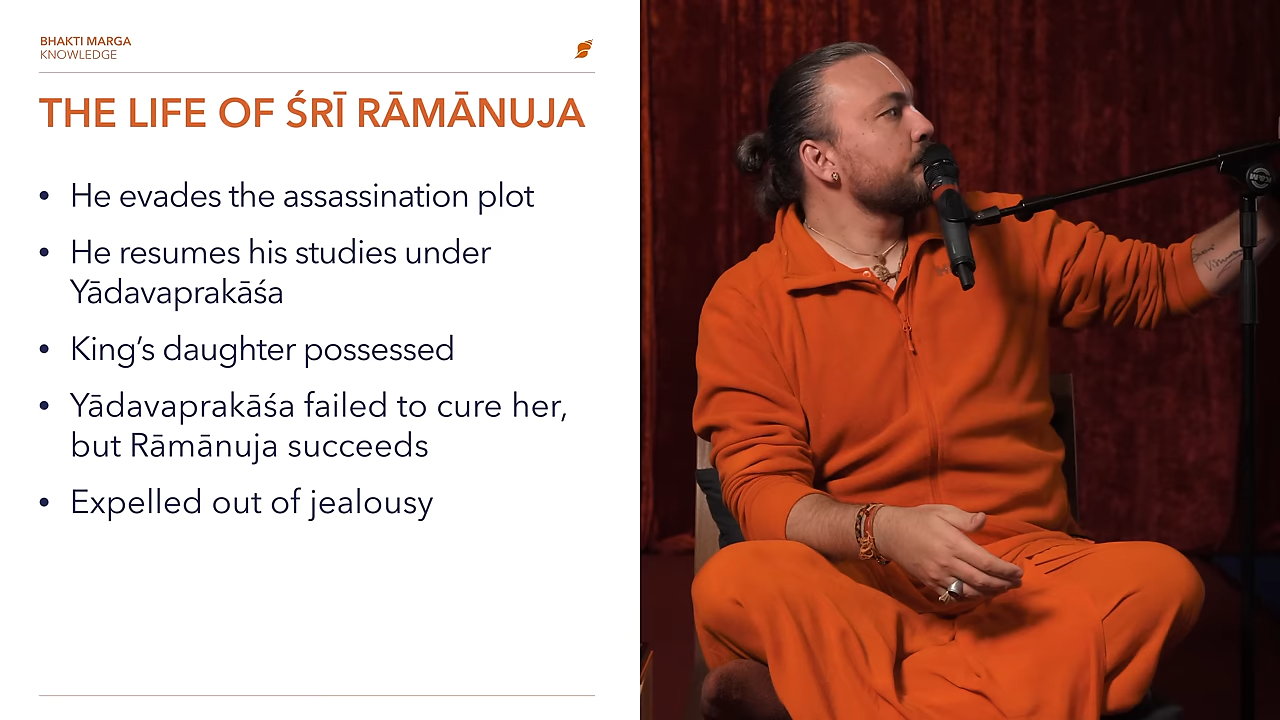 BHAKTI MARGA
KNOWLEDGE
THE LIFE OF ŚRĪ RĀMĀNUJA
• He evades the assassination plot
• He resumes his studies under
Yādavaprakāśa
• King’s daughter possessed
• Yādavaprakāśa failed to cure her,
but Rāmānuja succeeds
• Expelled out of jealousy
K&M